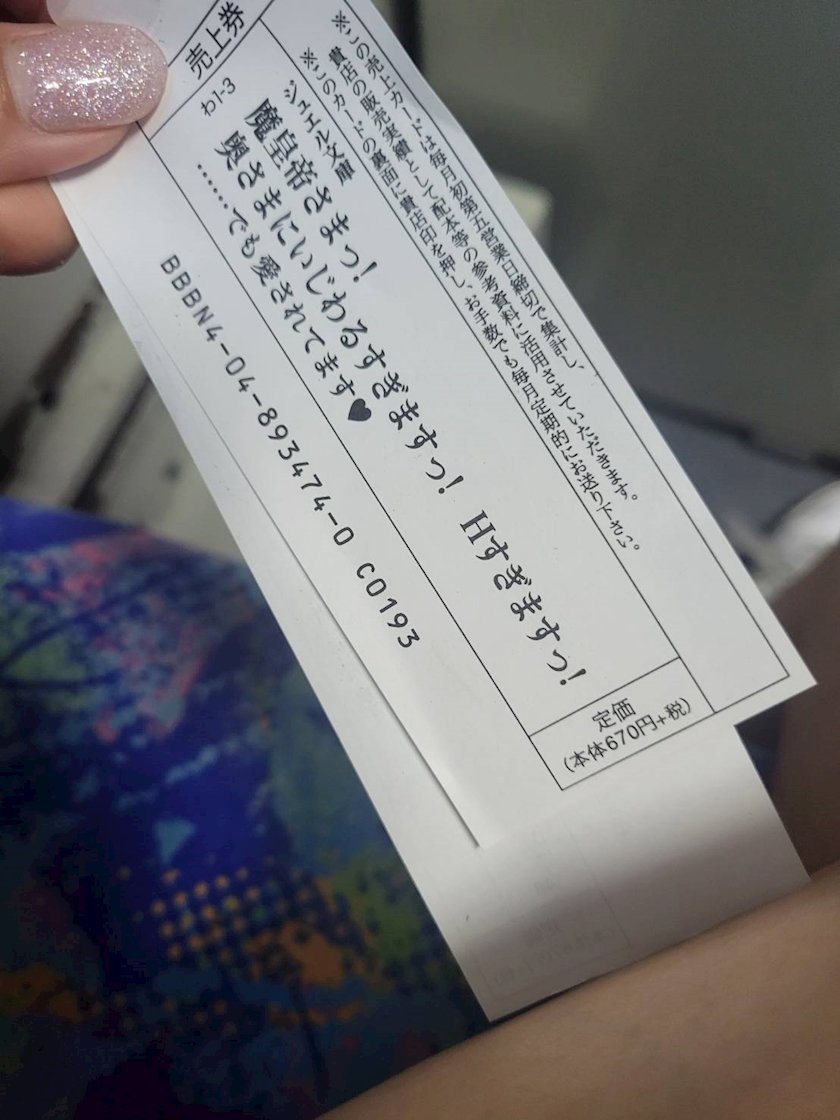 売上券
※この売上カードは毎月初第五営業日締切で集計し、
貴店の販売実績として配本等の参考資料に活用させていただきます。
※このカードの裏面に貴店印を押し、お手数でも毎月定期的にお送り下さい。
ジュエル文庫
わ1-3
魔皇帝さまっ! 
奥さまにいじわるすぎますっ! Hすぎますっ!
……でも愛されてます♥
BBBN4-04-893474-0 C0193
定価
(本体670円+税)